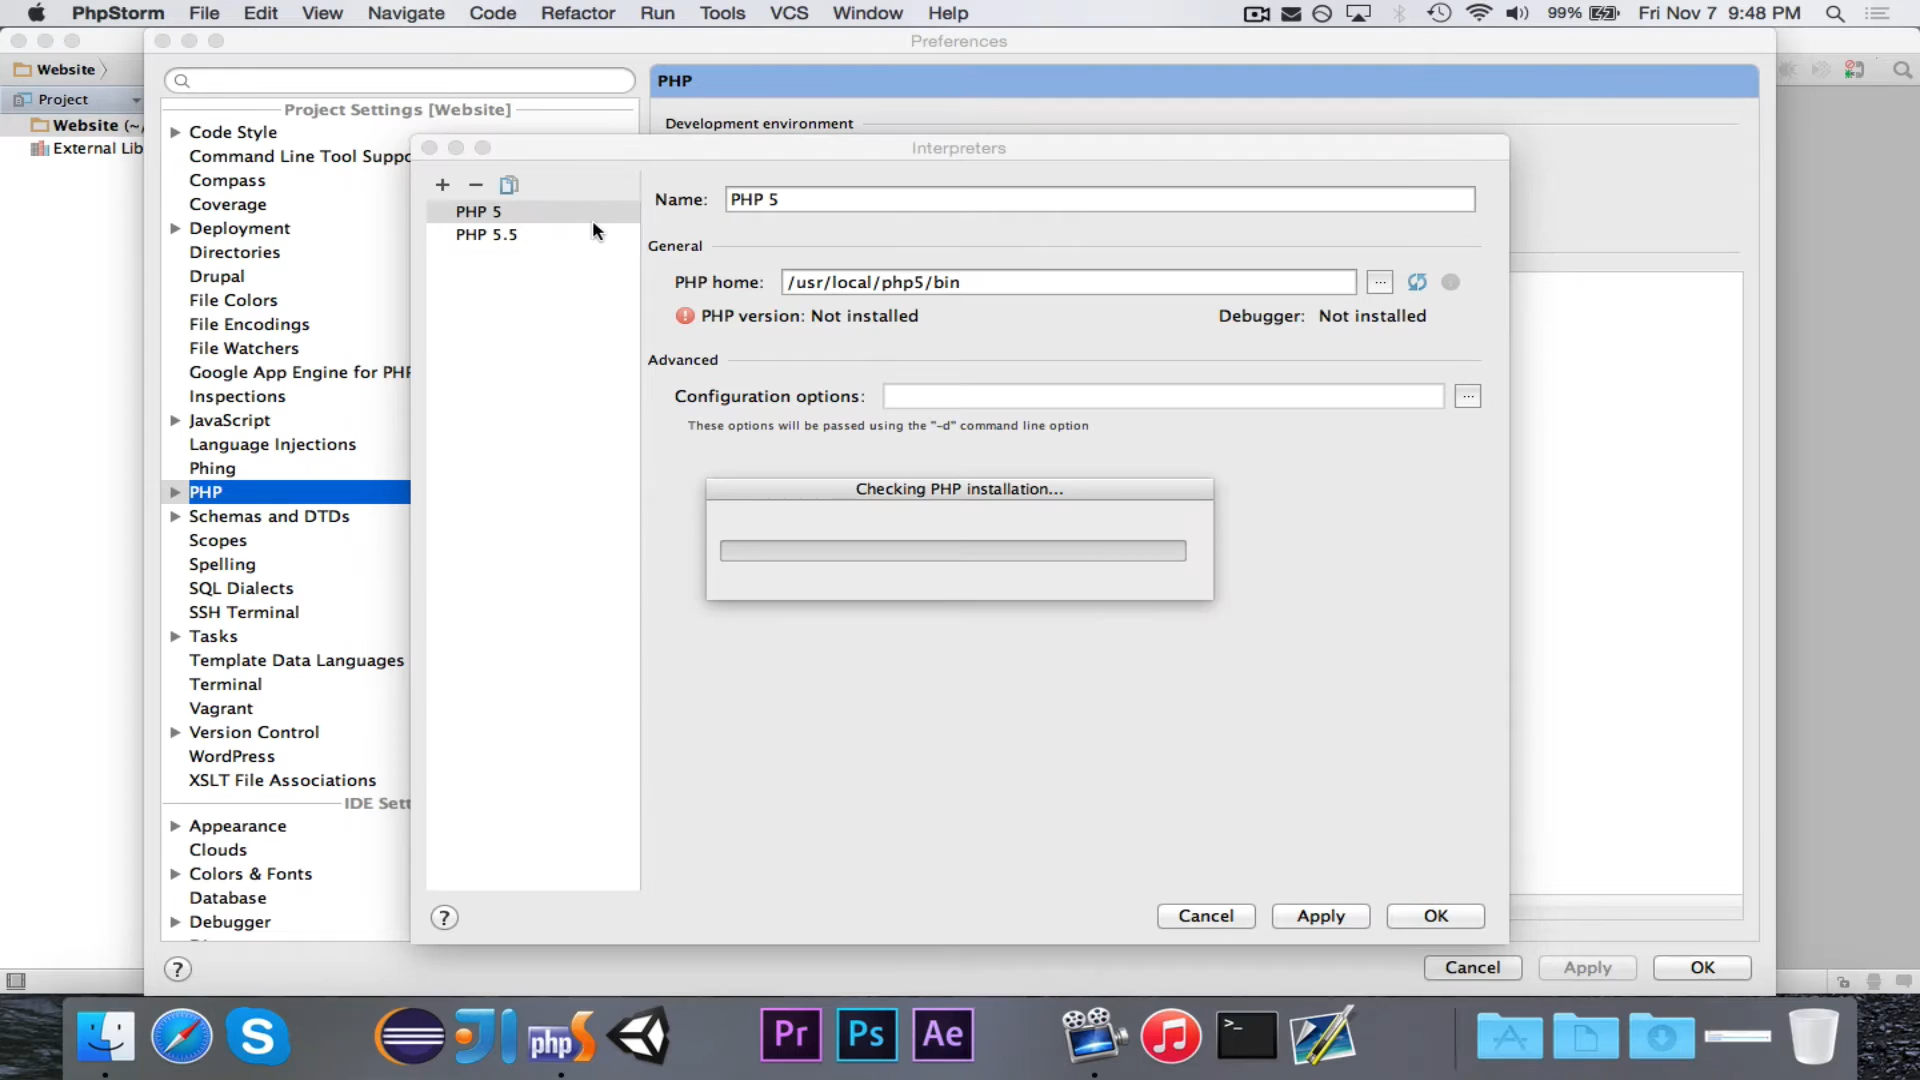 PhpStorm File Edit View Navigate Code Refactor Run Tools VCS Window Help 99% Fri Nov 7 9:48 PM
Preferences
Website
Project
Website (~/
External Lib
Project Settings [Website]
Code Style
Command Line Tool Suppo
Compass
Coverage
Deployment
Directories
Drupal
File Colors
File Encodings
File Watchers
Google App Engine for PHP
Inspections
JavaScript
Language Injections
Phing
PHP
Schemas and DTDs
Scopes
Spelling
SQL Dialects
SSH Terminal
Tasks
Template Data Languages
Terminal
Vagrant
Version Control
WordPress
XSLT File Associations
IDE Sett
Appearance
Clouds
Colors & Fonts
Database
Debugger
PHP
Development environment
Interpreters
PHP 5
PHP 5.5
Name: PHP 5
General
PHP home: /usr/local/php5/bin ...
PHP version: Not installed Debugger: Not installed
Advanced
Configuration options: ...
These options will be passed using the "-d" command line option
Checking PHP installation...
? Cancel Apply OK
? Cancel Apply OK
S php Pr Ps Ae >_